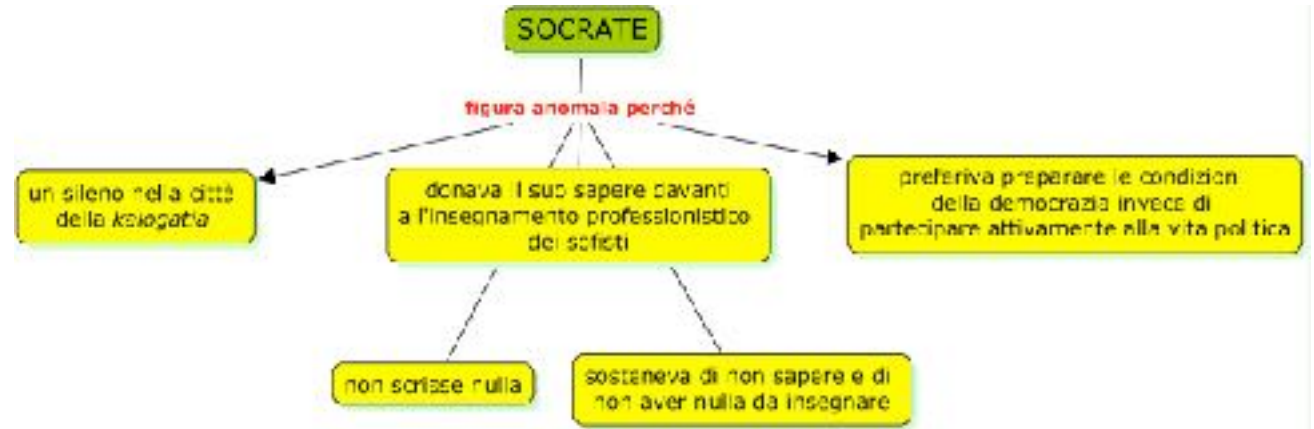 SOCRATE
figura anomala perché
un sileno nella città
della kalogatia
donava il suo sapere davanti
a l'insegnamento professionistico
dei sofisti
preferiva preparare le condizion
della democrazia invece di
partecipare attivamente alla vita politica
non scrisse nulla
sosteneva di non sapere e di
non aver nulla da insegnare